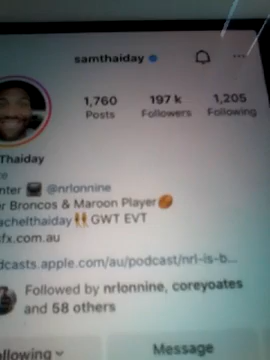 samthaiday
1,760 197 k 1,205
Posts Followers Following
Thaiday
nter @nrlonnine
r Broncos & Maroon Player
achelthaiday GWT EVT
fx.com.au
dcasts.apple.com/au/podcast/nrl-is-b...
Followed by nrlonnine, coreyoates
and 58 others
llowing Message